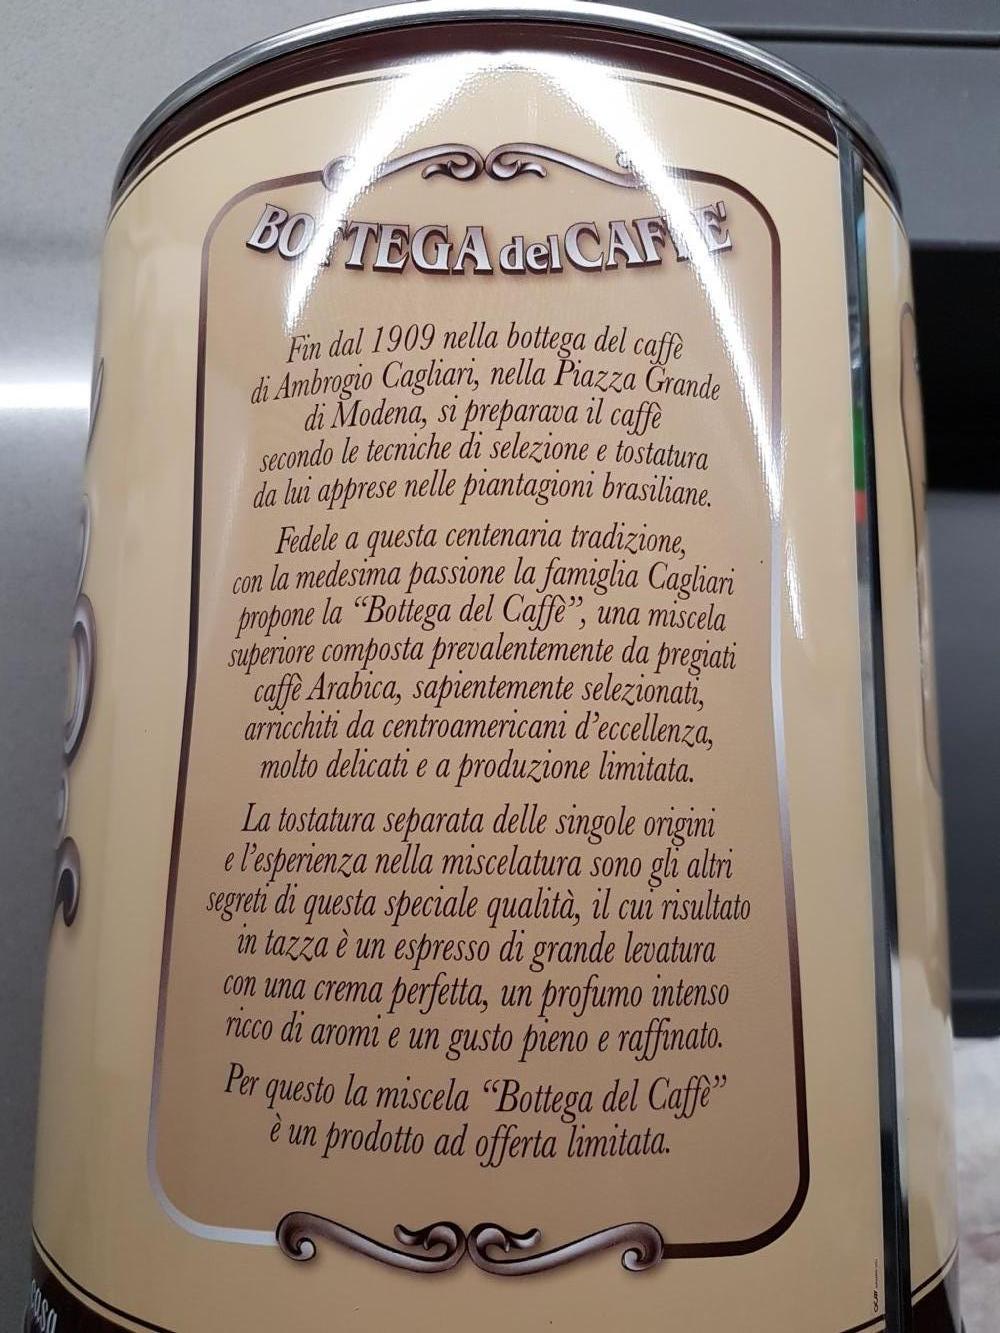 BOTTEGA del CAFFE'
Fin dal 1909 nella bottega del caffè
di Ambrogio Cagliari, nella Piazza Grande
di Modena, si preparava il caffè
secondo le tecniche di selezione e tostatura
da lui apprese nelle piantagioni brasiliane.
Fedele a questa centenaria tradizione,
con la medesima passione la famiglia Cagliari
propone la “Bottega del Caffè”, una miscela
superiore composta prevalentemente da pregiati
caffè Arabica, sapientemente selezionati,
arricchiti da centroamericani d’eccellenza,
molto delicati e a produzione limitata.
La tostatura separata delle singole origini
e l’esperienza nella miscelatura sono gli altri
segreti di questa speciale qualità, il cui risultato
in tazza è un espresso di grande levatura
con una crema perfetta, un profumo intenso
ricco di aromi e un gusto pieno e raffinato.
Per questo la miscela “Bottega del Caffè”
è un prodotto ad offerta limitata.